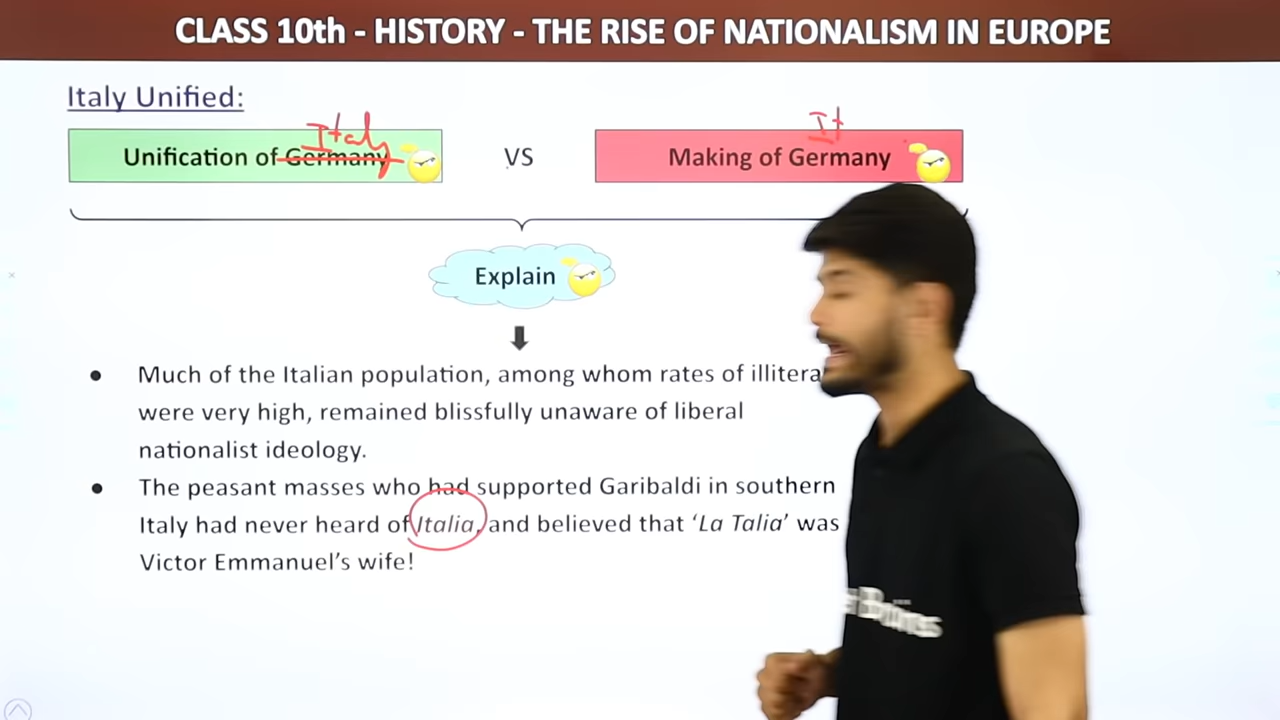 CLASS 10th - HISTORY - THE RISE OF NATIONALISM IN EUROPE
Italy Unified:
Italy It
Unification of Germany VS Making of Germany
Explain
● Much of the Italian population, among whom rates of
were very high, remained blissfully unaware of liberal
nationalist ideology.
● The peasant masses who had supported Garibaldi in southern
Italy had never heard of Italia, and believed that ‘La Talia’ was
Victor Emmanuel’s wife!